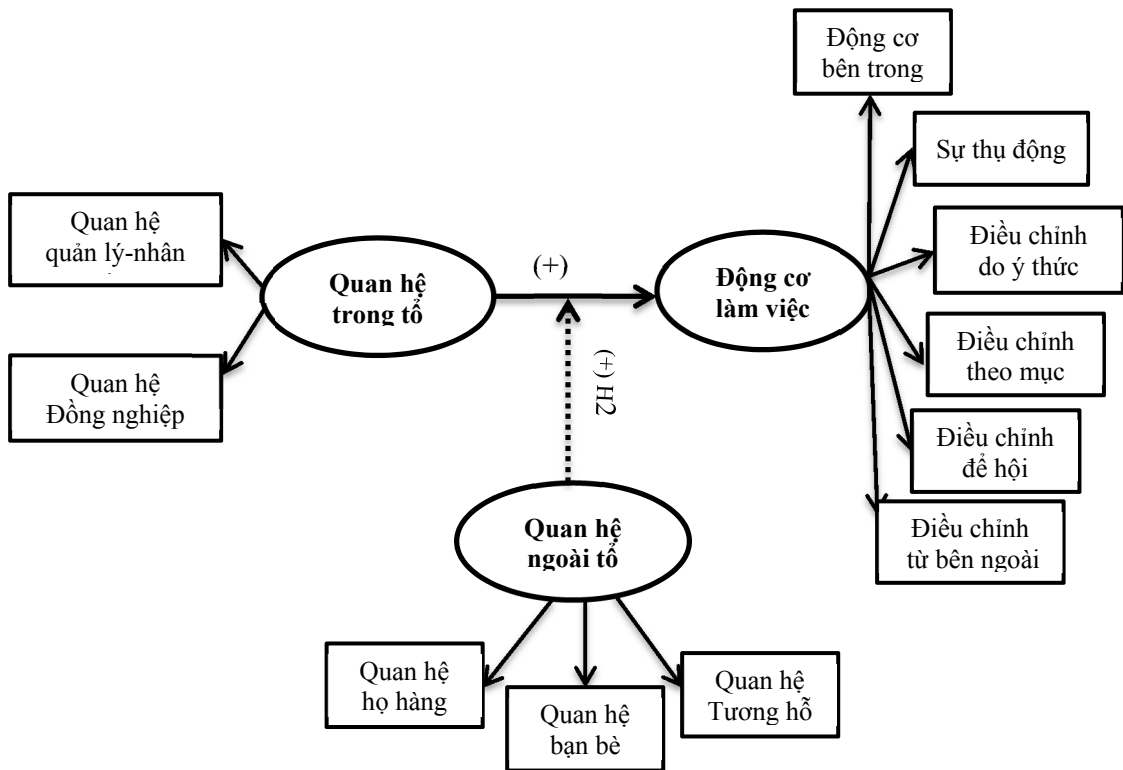 Động cơ
bên trong
Sự thụ động
Quan hệ
quản lý-nhân
Điều chỉnh
do ý thức
(+)
Quan hệ
trong tổ
Động cơ
làm việc
Điều chỉnh
theo mục
(+) H2
Quan hệ
Đồng nghiệp
Điều chỉnh
để hội
Điều chỉnh
từ bên ngoài
Quan hệ
ngoài tổ
Quan hệ
họ hàng
Quan hệ
bạn bè
Quan hệ
Tương hỗ